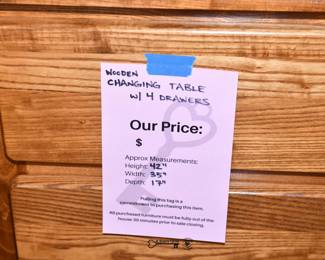 WOODEN
CHANGING TABLE
W/ 4 DRAWERS
Our Price:
$
Approx Measurements:
Height: 42"
Width: 35"
Depth: 17"
Pulling this tag is a
commitment to purchasing this item.
All purchased furniture must be fully out of the
house 30 minutes prior to sale closing.